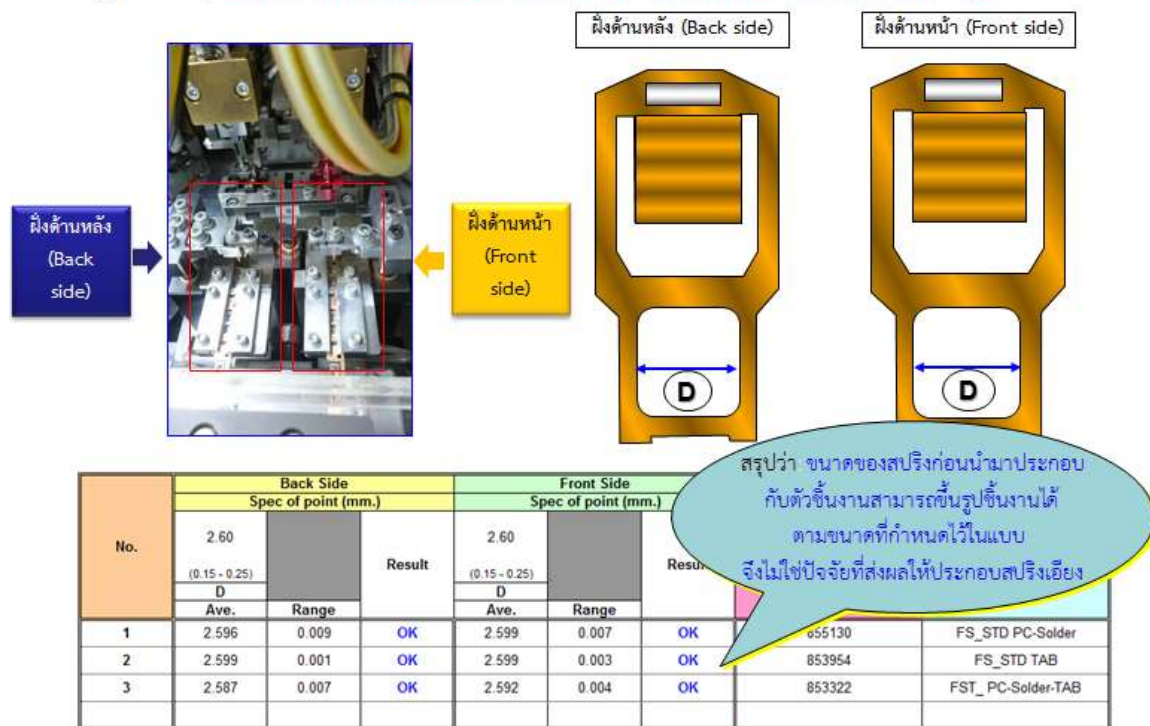 ฝั่งด้านหลัง (Back side)
ฝั่งด้านหน้า (Front side)
ฝั่งด้านหลัง
(Back
side)
ฝั่งด้านหน้า
(Front
side)
D
D
สรุปว่า ขนาดของสปริงก่อนนำมาประกอบ
กับตัวชิ้นงานสามารถขึ้นรูปชิ้นงานได้
ตามขนาดที่กำหนดไว้ในแบบ
จึงไม่ใช่ปัจจัยที่ส่งผลให้ประกอบสปริงเอียง
No. Back Side Front Side
Spec of point (mm.) Spec of point (mm.)
2.60 Result 2.60
(0.15 - 0.25) (0.15 - 0.25)
D D
Ave. Range Ave. Range
1 2.596 0.009 OK 2.599 0.007 OK 855130 FS_STD PC-Solder
2 2.599 0.001 OK 2.599 0.003 OK 853954 FS_STD TAB
3 2.587 0.007 OK 2.592 0.004 OK 853322 FST_ PC-Solder-TAB